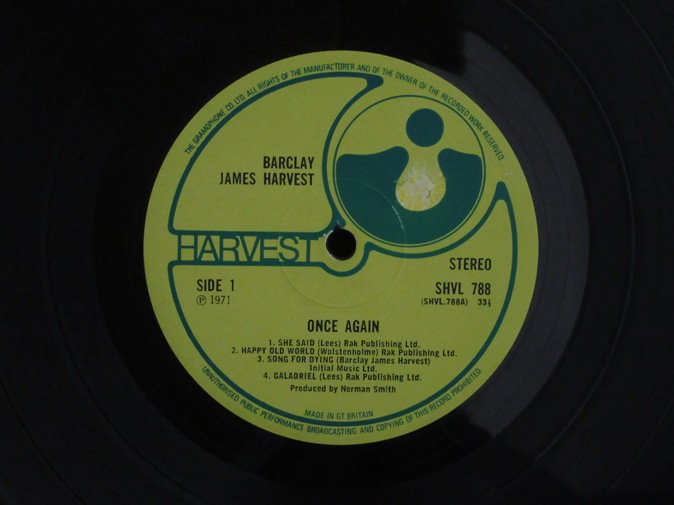 THE GRAMOPHONE CO LTD. ALL RIGHTS OF THE MANUFACTURER AND OF THE OWNER OF THE RECORDED WORK RESERVED.
BARCLAY
JAMES HARVEST
HARVEST
STEREO
SIDE 1
SHVL 788
℗ 1971
(SHVL.788A) 33⅓
ONCE AGAIN
1. SHE SAID (Lees) Rak Publishing Ltd.
2. HAPPY OLD WORLD (Wolstenholme) Rak Publishing Ltd.
3. SONG FOR DYING (Barclay James Harvest)
Initial Music Ltd.
4. GALADRIEL (Lees) Rak Publishing Ltd.
Produced by Norman Smith
MADE IN GT BRITAIN
UNAUTHORISED PUBLIC PERFORMANCE BROADCASTING AND COPYING OF THIS RECORD PROHIBITED.